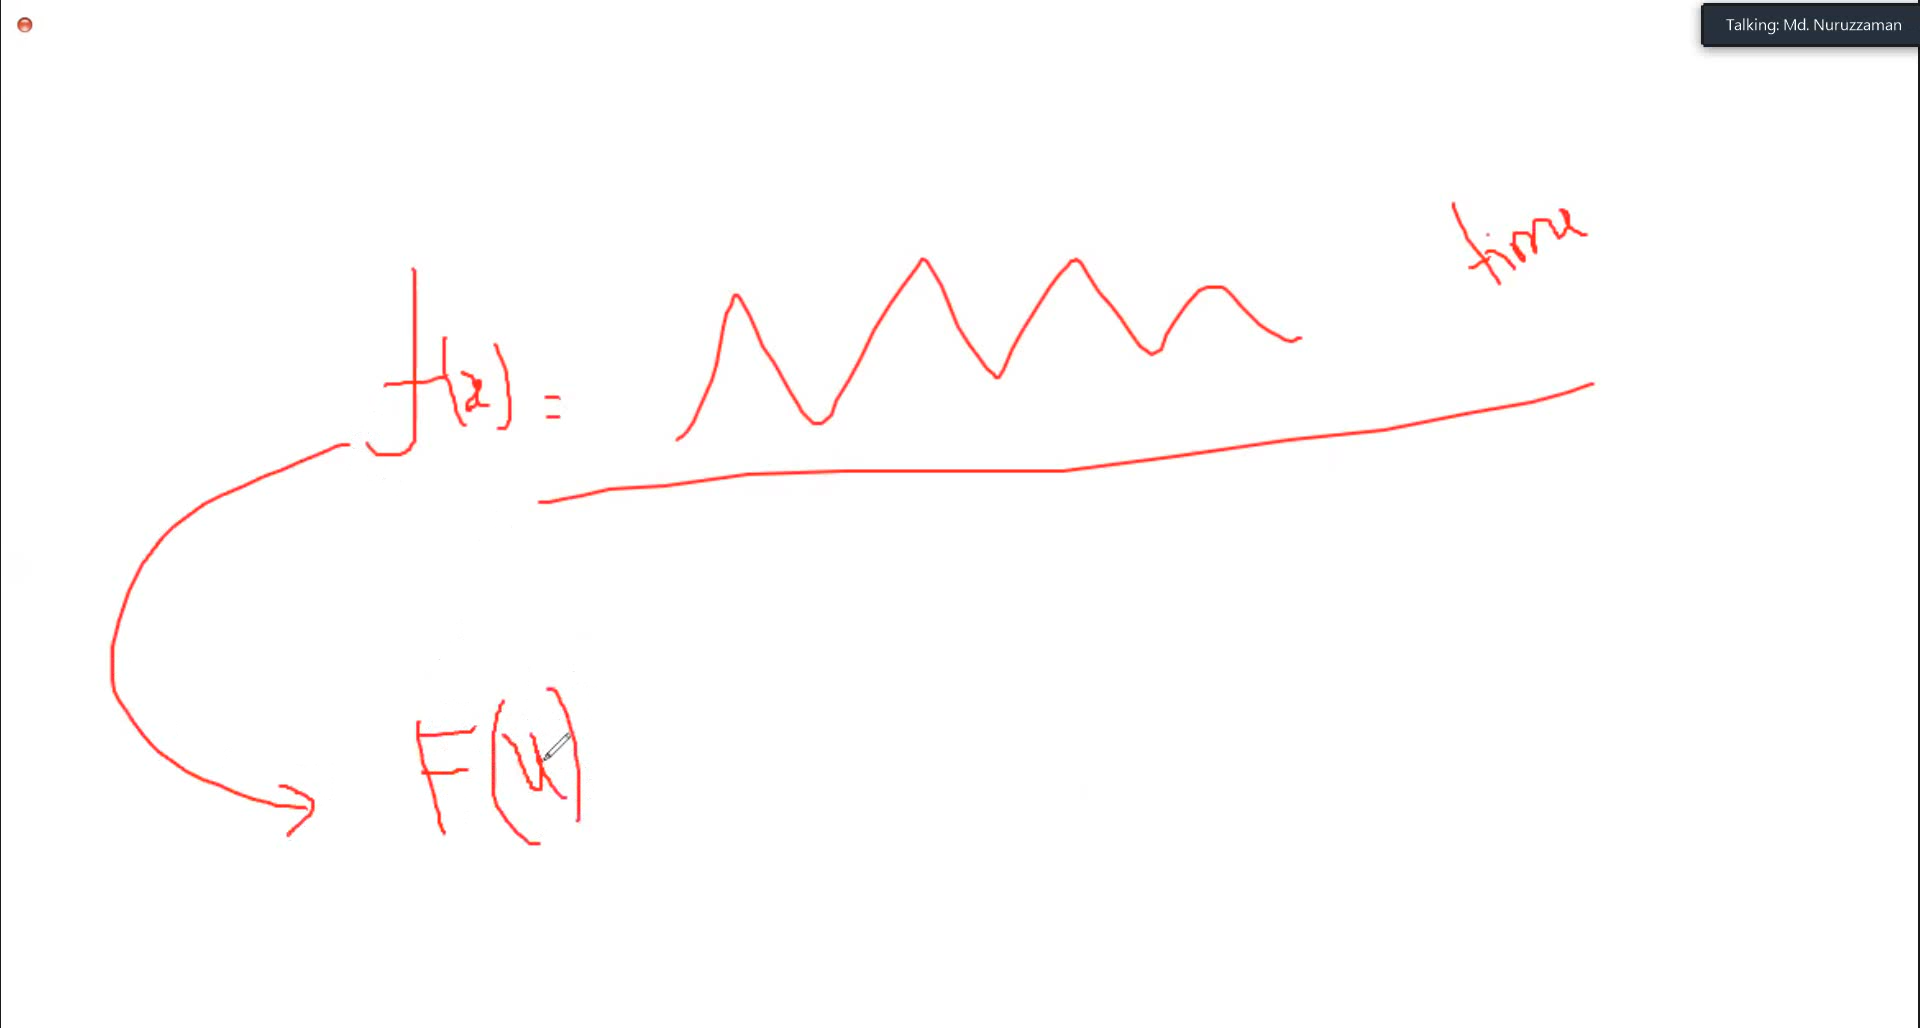 Talking: Md. Nuruzzaman
time
f(x) =
F(u)